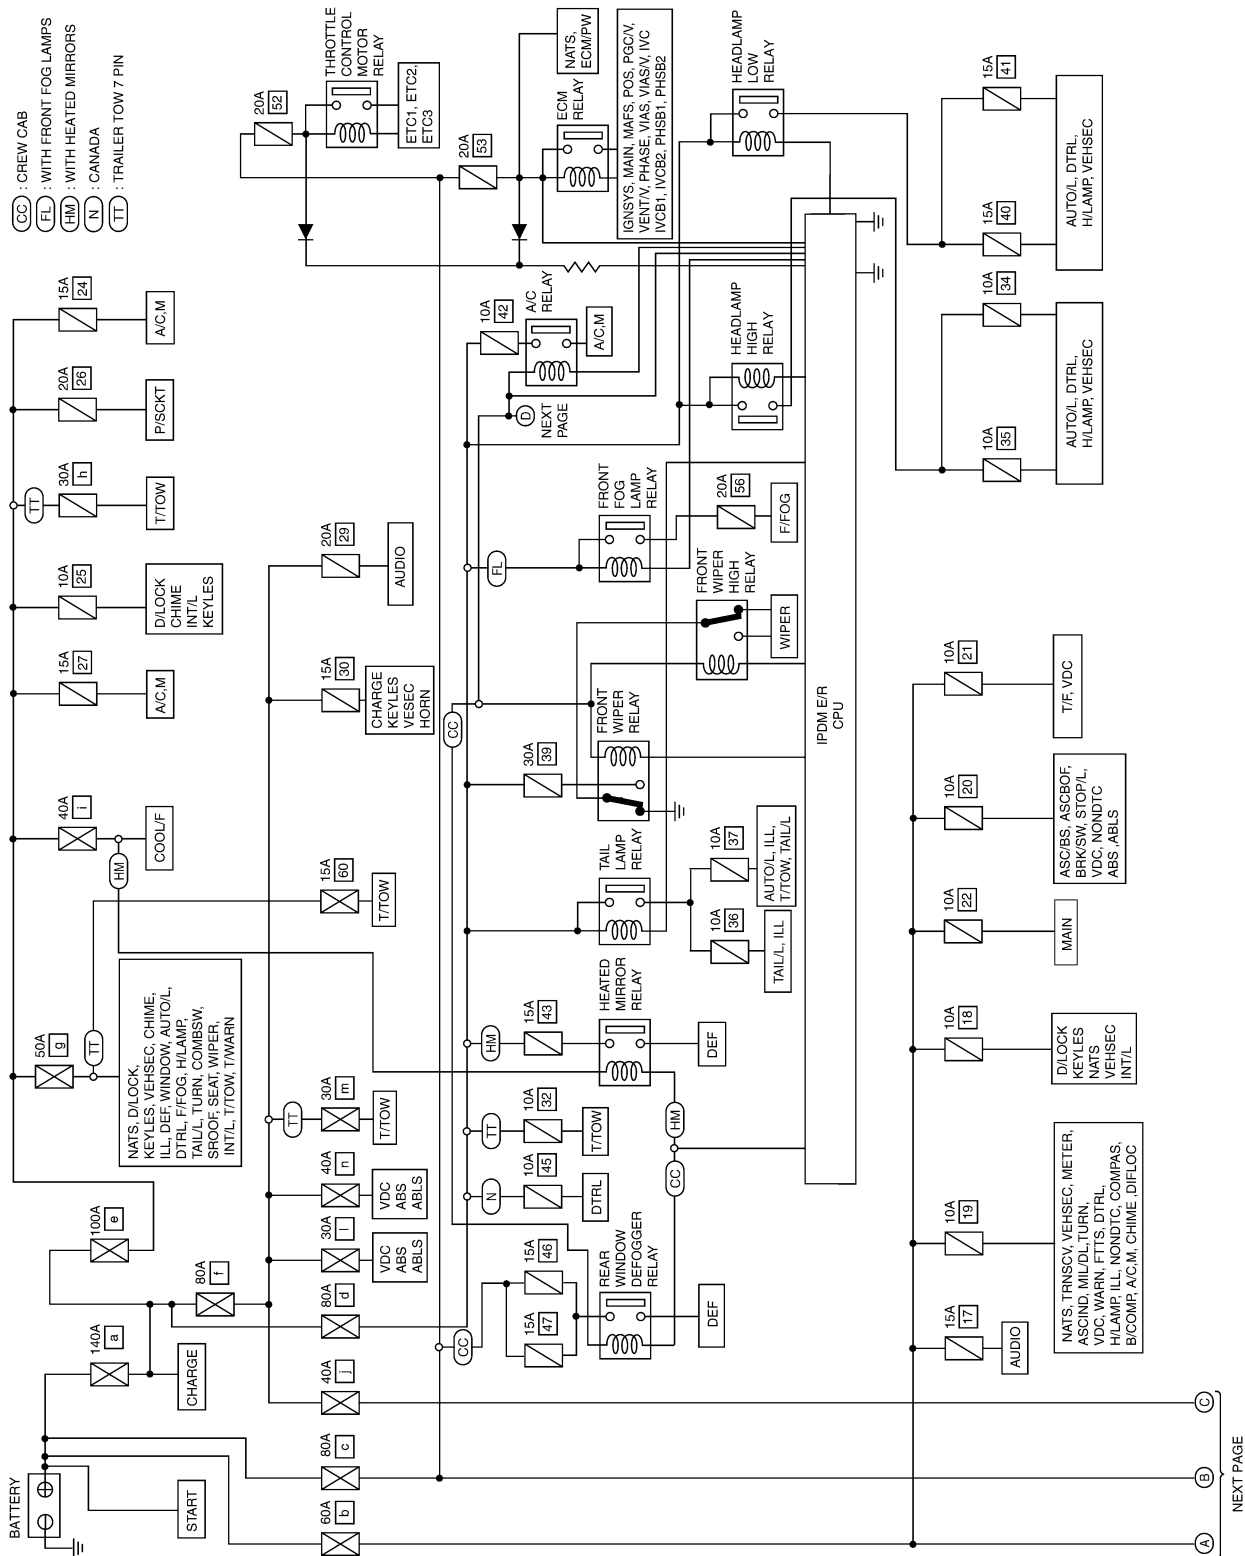 BATTERY
START
140A
a
CHARGE
100A
e
80A
f
50A
g
TT
NATS, D/LOCK,
KEYLES, VEHSEC, CHIME,
ILL, DEF, WINDOW, AUTO/L,
DTRL, F/FOG, H/LAMP,
TAIL/L, TURN, COMBSW,
SROOF, SEAT, WIPER,
INT/L, T/TOW, T/WARN
40A
i
HM
COOL/F
15A
27
A/C,M
10A
25
D/LOCK
CHIME
INT/L
KEYLES
TT
30A
h
T/TOW
20A
26
P/SCKT
15A
24
A/C,M
CC : CREW CAB
FL : WITH FRONT FOG LAMPS
HM : WITH HEATED MIRRORS
N : CANADA
TT : TRAILER TOW 7 PIN
60A
b
80A
c
40A
j
80A
d
30A
l
VDC
ABS
ABLS
40A
n
VDC
ABS
ABLS
TT
30A
m
T/TOW
15A
60
T/TOW
15A
30
CHARGE
KEYLES
VESEC
HORN
20A
29
AUDIO
20A
52
THROTTLE
CONTROL
MOTOR
RELAY
ETC1, ETC2,
ETC3
CC
15A
47
15A
46
REAR
WINDOW
DEFOGGER
RELAY
DEF
N
10A
45
DTRL
TT
10A
32
T/TOW
CC
HM
HM
15A
43
HEATED
MIRROR
RELAY
DEF
TAIL
LAMP
RELAY
10A
36
TAIL/L, ILL
10A
37
AUTO/L, ILL,
T/TOW, TAIL/L
CC
30A
39
FRONT
WIPER
RELAY
FRONT
WIPER
HIGH
RELAY
WIPER
FL
FRONT
FOG
LAMP
RELAY
20A
56
F/FOG
D
NEXT
PAGE
10A
42
A/C
RELAY
A/C,M
20A
53
ECM
RELAY
NATS,
ECM/PW
IGNSYS, MAIN, MAFS, POS, PGC/V,
VENT/V, PHASE, VIAS, VIAS/V, IVC
IVCB1, IVCB2, PHSB1, PHSB2
HEADLAMP
HIGH
RELAY
HEADLAMP
LOW
RELAY
IPDM E/R
CPU
15A
17
AUDIO
10A
19
NATS, TRNSCV, VEHSEC, METER,
ASCIND, MIL/DL,TURN,
VDC, WARN, FTTS, DTRL,
H/LAMP, ILL, NONDTC, COMPAS,
B/COMP, A/C,M, CHIME ,DIFLOC
10A
18
D/LOCK
KEYLES
NATS
VEHSEC
INT/L
10A
22
MAIN
10A
20
ASC/BS, ASCBOF,
BRK/SW, STOP/L,
VDC, NONDTC
ABS ,ABLS
10A
21
T/F, VDC
10A
35
10A
34
AUTO/L, DTRL,
H/LAMP, VEHSEC
15A
40
15A
41
AUTO/L, DTRL,
H/LAMP, VEHSEC
A
B
C
NEXT PAGE